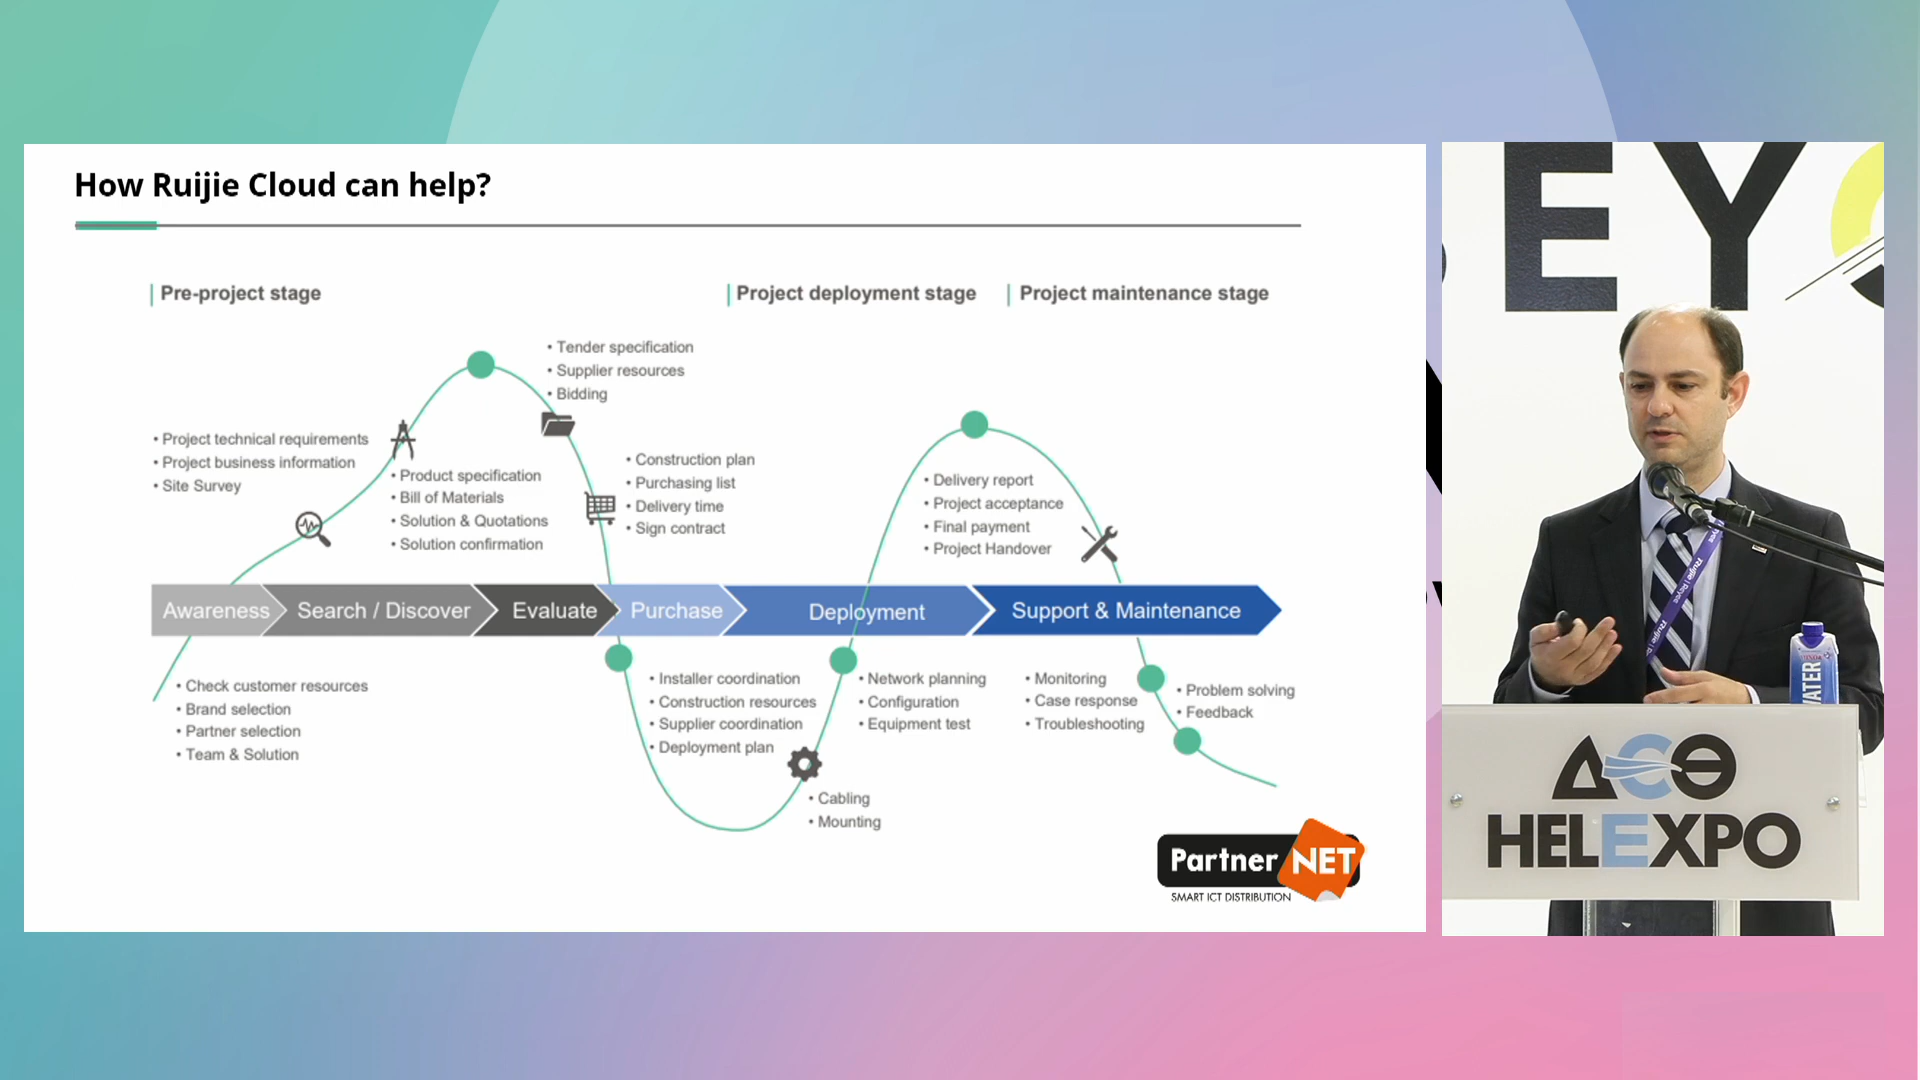 How Ruijie Cloud can help?
Pre-project stage
Project deployment stage
Project maintenance stage
• Tender specification
• Supplier resources
• Bidding
• Project technical requirements
• Project business information
• Site Survey
• Product specification
• Bill of Materials
• Solution & Quotations
• Solution confirmation
• Construction plan
• Purchasing list
• Delivery time
• Sign contract
• Delivery report
• Project acceptance
• Final payment
• Project Handover
Awareness
Search / Discover
Evaluate
Purchase
Deployment
Support & Maintenance
• Check customer resources
• Brand selection
• Partner selection
• Team & Solution
• Installer coordination
• Construction resources
• Supplier coordination
• Deployment plan
• Cabling
• Mounting
• Network planning
• Configuration
• Equipment test
• Monitoring
• Case response
• Troubleshooting
• Problem solving
• Feedback
Partner NET
SMART ICT DISTRIBUTION
EY
Ruijie | Reyee
WATER
ΔΕΘ
HELEXPO